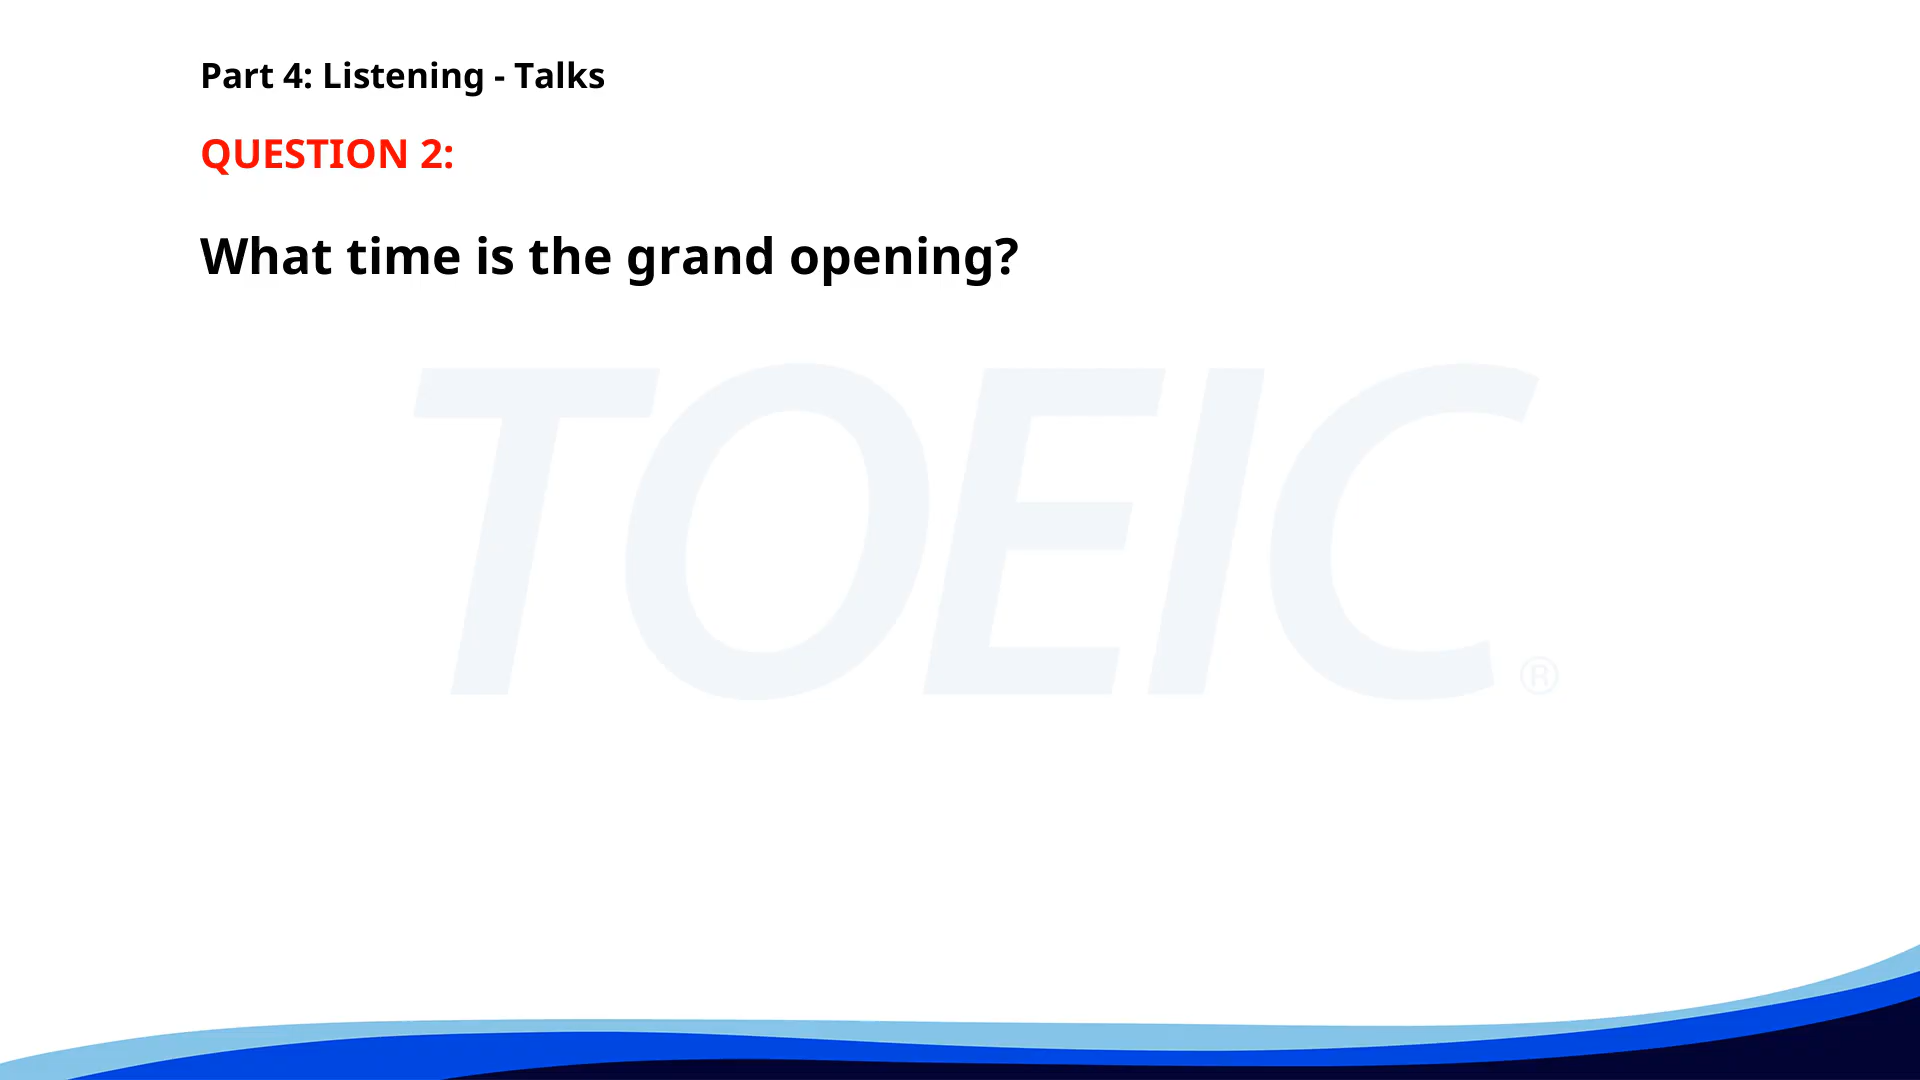 Part 4: Listening - Talks
QUESTION 2:
What time is the grand opening?
TOEIC®